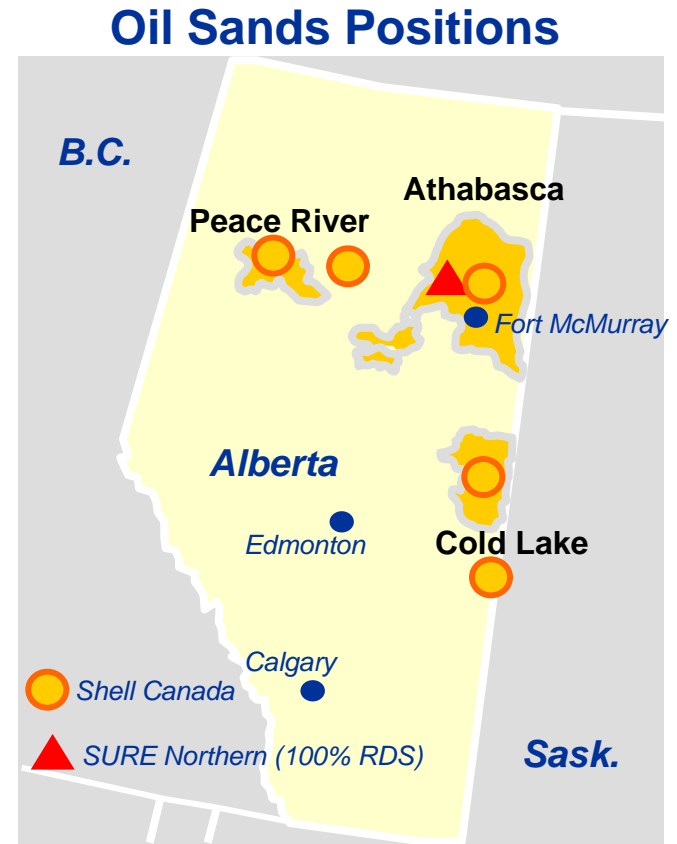 Oil Sands Positions
B.C.
Athabasca
Peace River
Fort McMurray
Alberta
Edmonton
Cold Lake
Calgary
Shell Canada
SURE Northern (100% RDS)
Sask.